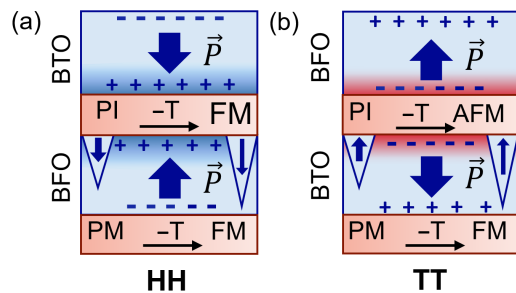 (a)
BTO
- - - - - -
P
+ + + + + +
PI -T FM
BFO
+ + + + + +
P
- - - - -
PM -T FM
HH
(b)
BFO
+ + + + + +
P
- - - - - -
PI -T AFM
BTO
- - - - - -
P
+ + + + +
PM -T FM
TT